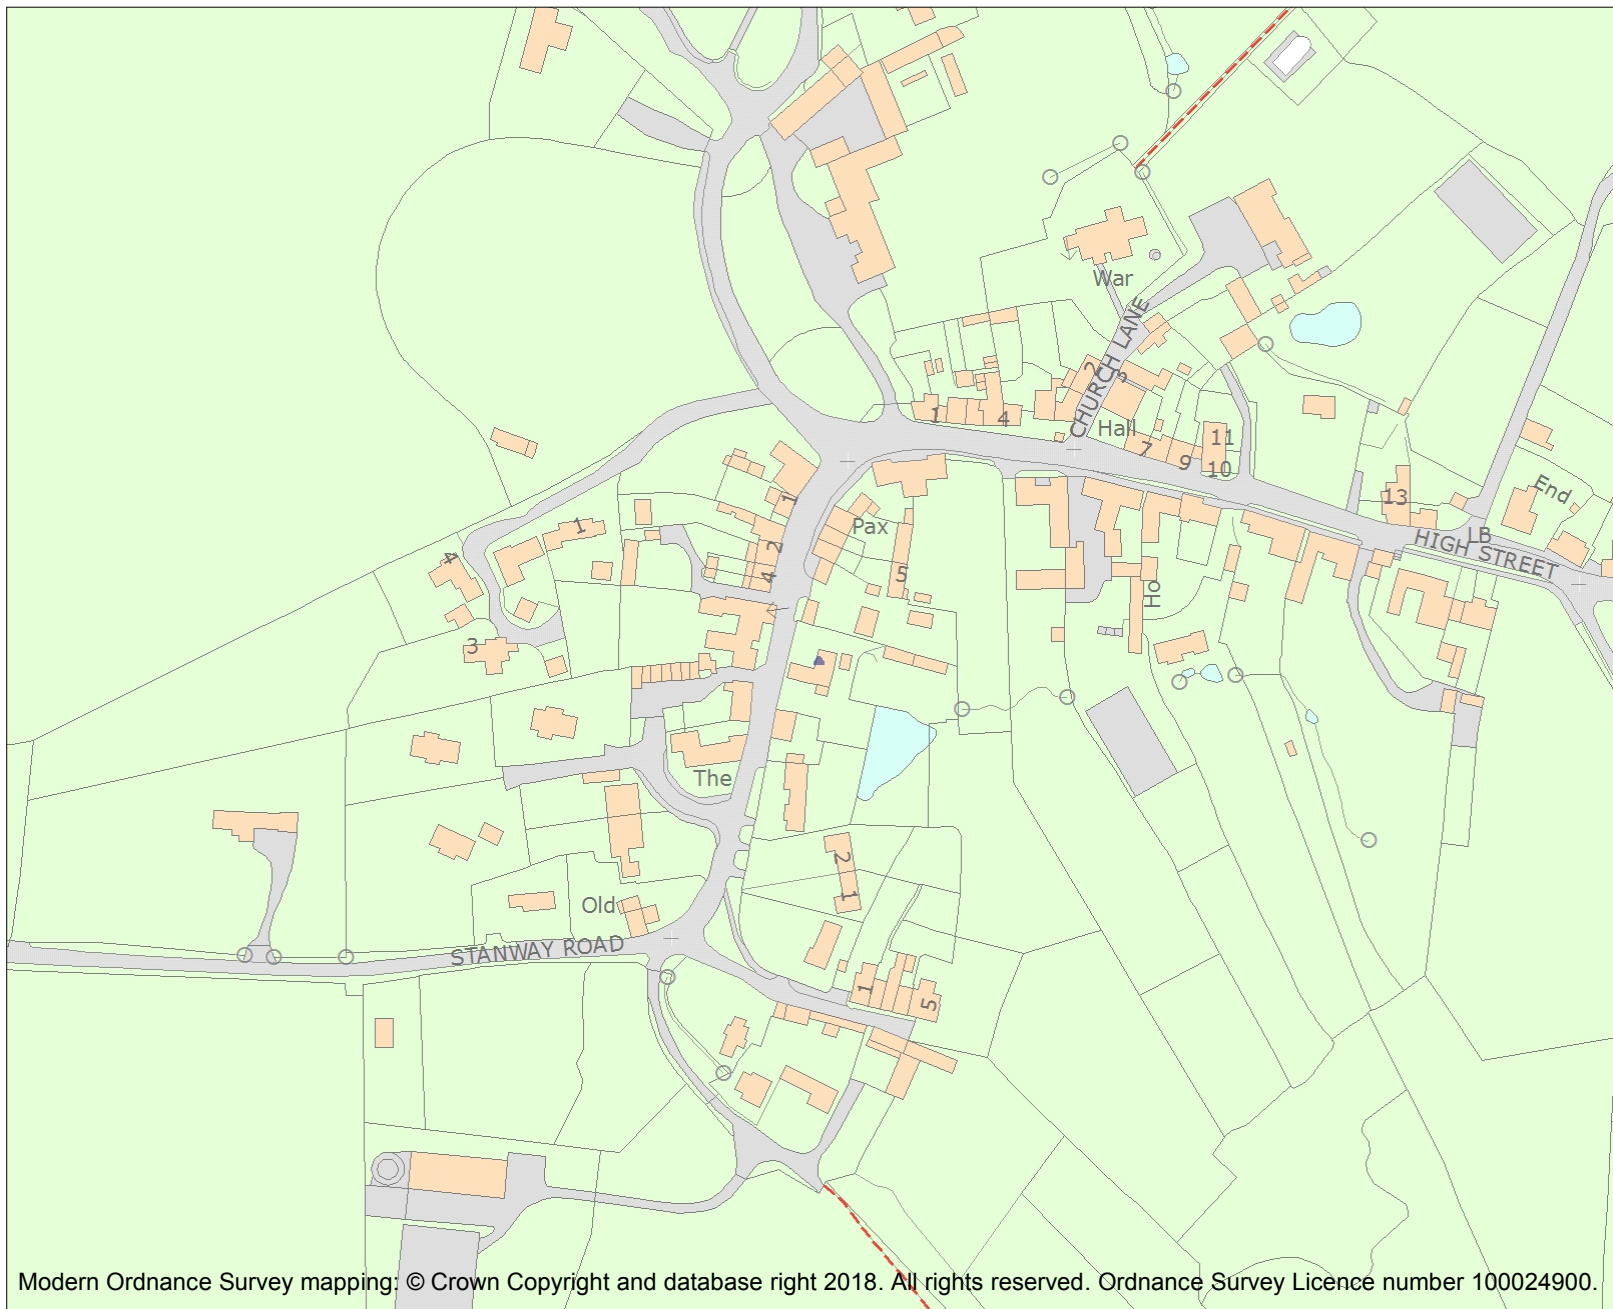 War
CHURCH LANE
2
3
1
4
Hall
7
9
11
10
13
End
LB
HIGH STREET
1
Pax
2
4
5
1
4
3
Ho
The
2
1
Old
STANWAY ROAD
1
5
Modern Ordnance Survey mapping: © Crown Copyright and database right 2018. All rights reserved. Ordnance Survey Licence number 100024900.